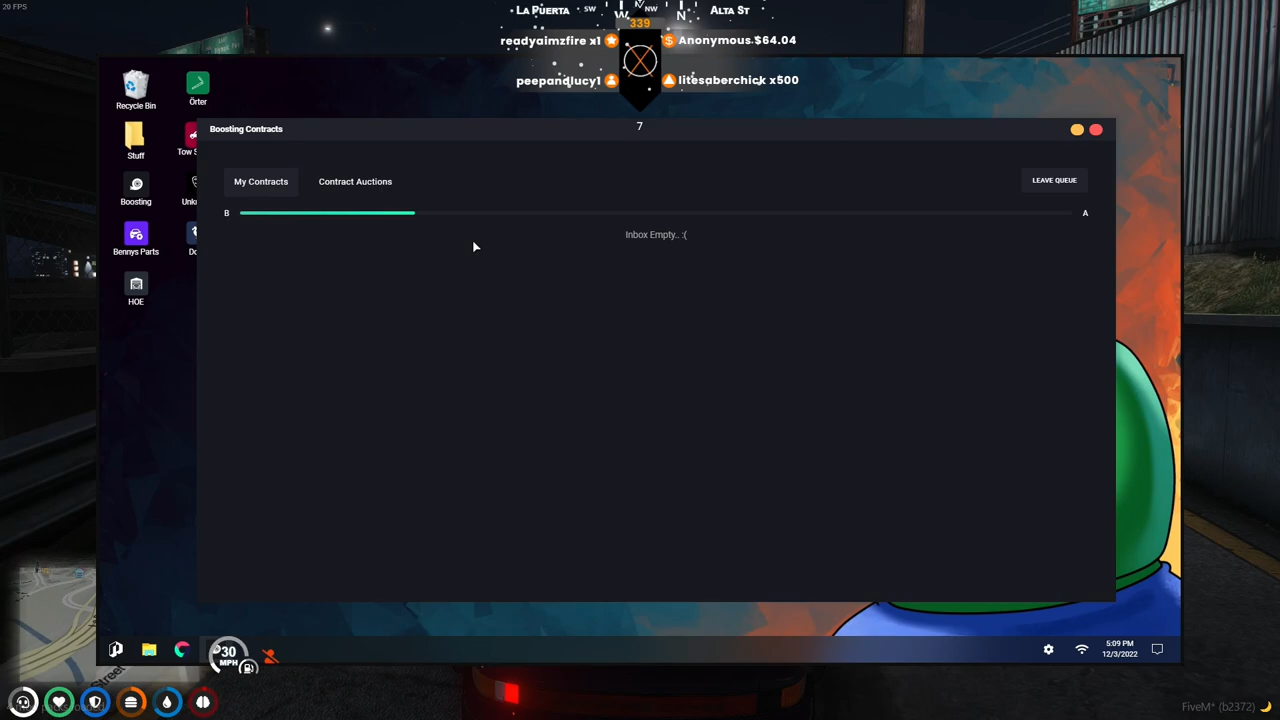 20 FPS
LA PUERTA SW W NW N ALTA ST
339
readyaimzfire x1 Anonymous $64.04
peepandlucy1 litesaberchick x500
7
Recycle Bin
Örter
Stuff
Tow S
Boosting
Unk
Bennys Parts
HOE
Boosting Contracts
My Contracts Contract Auctions LEAVE QUEUE
B A
Inbox Empty.. :(
30
MPH
5:09 PM
12/3/2022
Street
FiveM* (b2372)